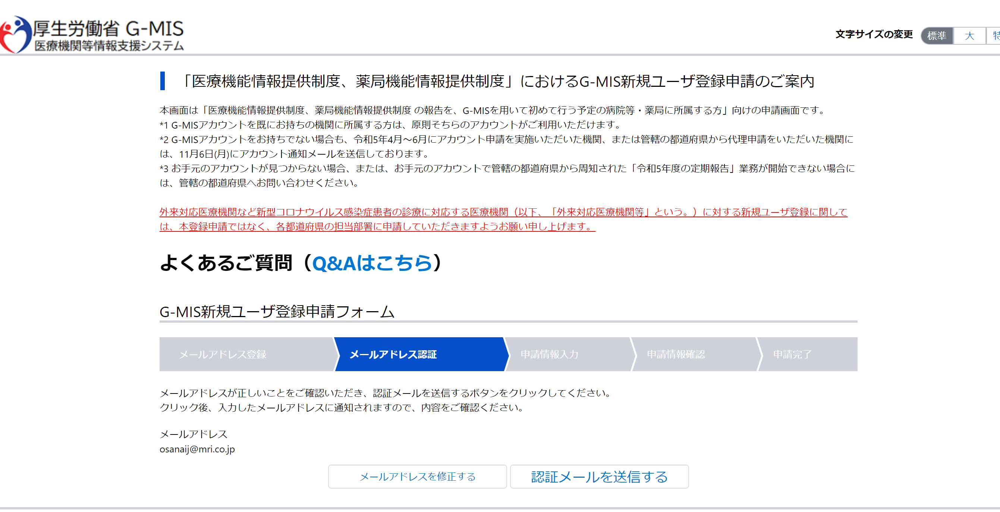 厚生労働省 G-MIS
医療機関等情報支援システム
文字サイズの変更 標準 大 特
「医療機能情報提供制度、薬局機能情報提供制度」におけるG-MIS新規ユーザ登録申請のご案内
本画面は「医療機能情報提供制度、薬局機能情報提供制度 の報告を、G-MISを用いて初めて行う予定の病院等・薬局に所属する方」向けの申請画面です。
*1 G-MISアカウントを既にお持ちの機関に所属する方は、原則そちらのアカウントがご利用いただけます。
*2 G-MISアカウントをお持ちでない場合も、令和5年4月～6月にアカウント申請を実施いただいた機関、または管轄の都道府県から代理申請をいただいた機関に
は、11月6日(月)にアカウント通知メールを送信しております。
*3 お手元のアカウントが見つからない場合、または、お手元のアカウントで管轄の都道府県から周知された「令和5年度の定期報告」業務が開始できない場合に
は、管轄の都道府県へお問い合わせください。
外来対応医療機関など新型コロナウイルス感染症患者の診療に対応する医療機関（以下、「外来対応医療機関等」という。）に対する新規ユーザ登録に関して
は、本登録申請ではなく、各都道府県の担当部署に申請していただきますようお願い申し上げます。
よくあるご質問（Q&Aはこちら）
G-MIS新規ユーザ登録申請フォーム
メールアドレス登録 メールアドレス認証 申請情報入力 申請情報確認 申請完了
メールアドレスが正しいことをご確認いただき、認証メールを送信するボタンをクリックしてください。
クリック後、入力したメールアドレスに通知されますので、内容をご確認ください。
メールアドレス
osanaij@mri.co.jp
メールアドレスを修正する 認証メールを送信する